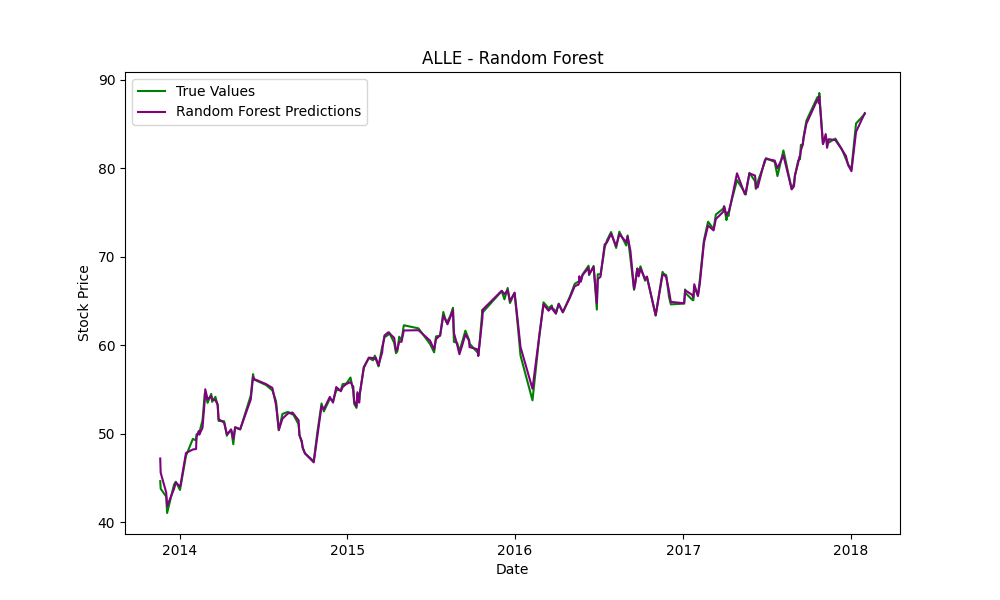 ALLE - Random Forest
True Values
Random Forest Predictions
Stock Price
90
80
70
60
50
40
2014
2015
2016
2017
2018
Date